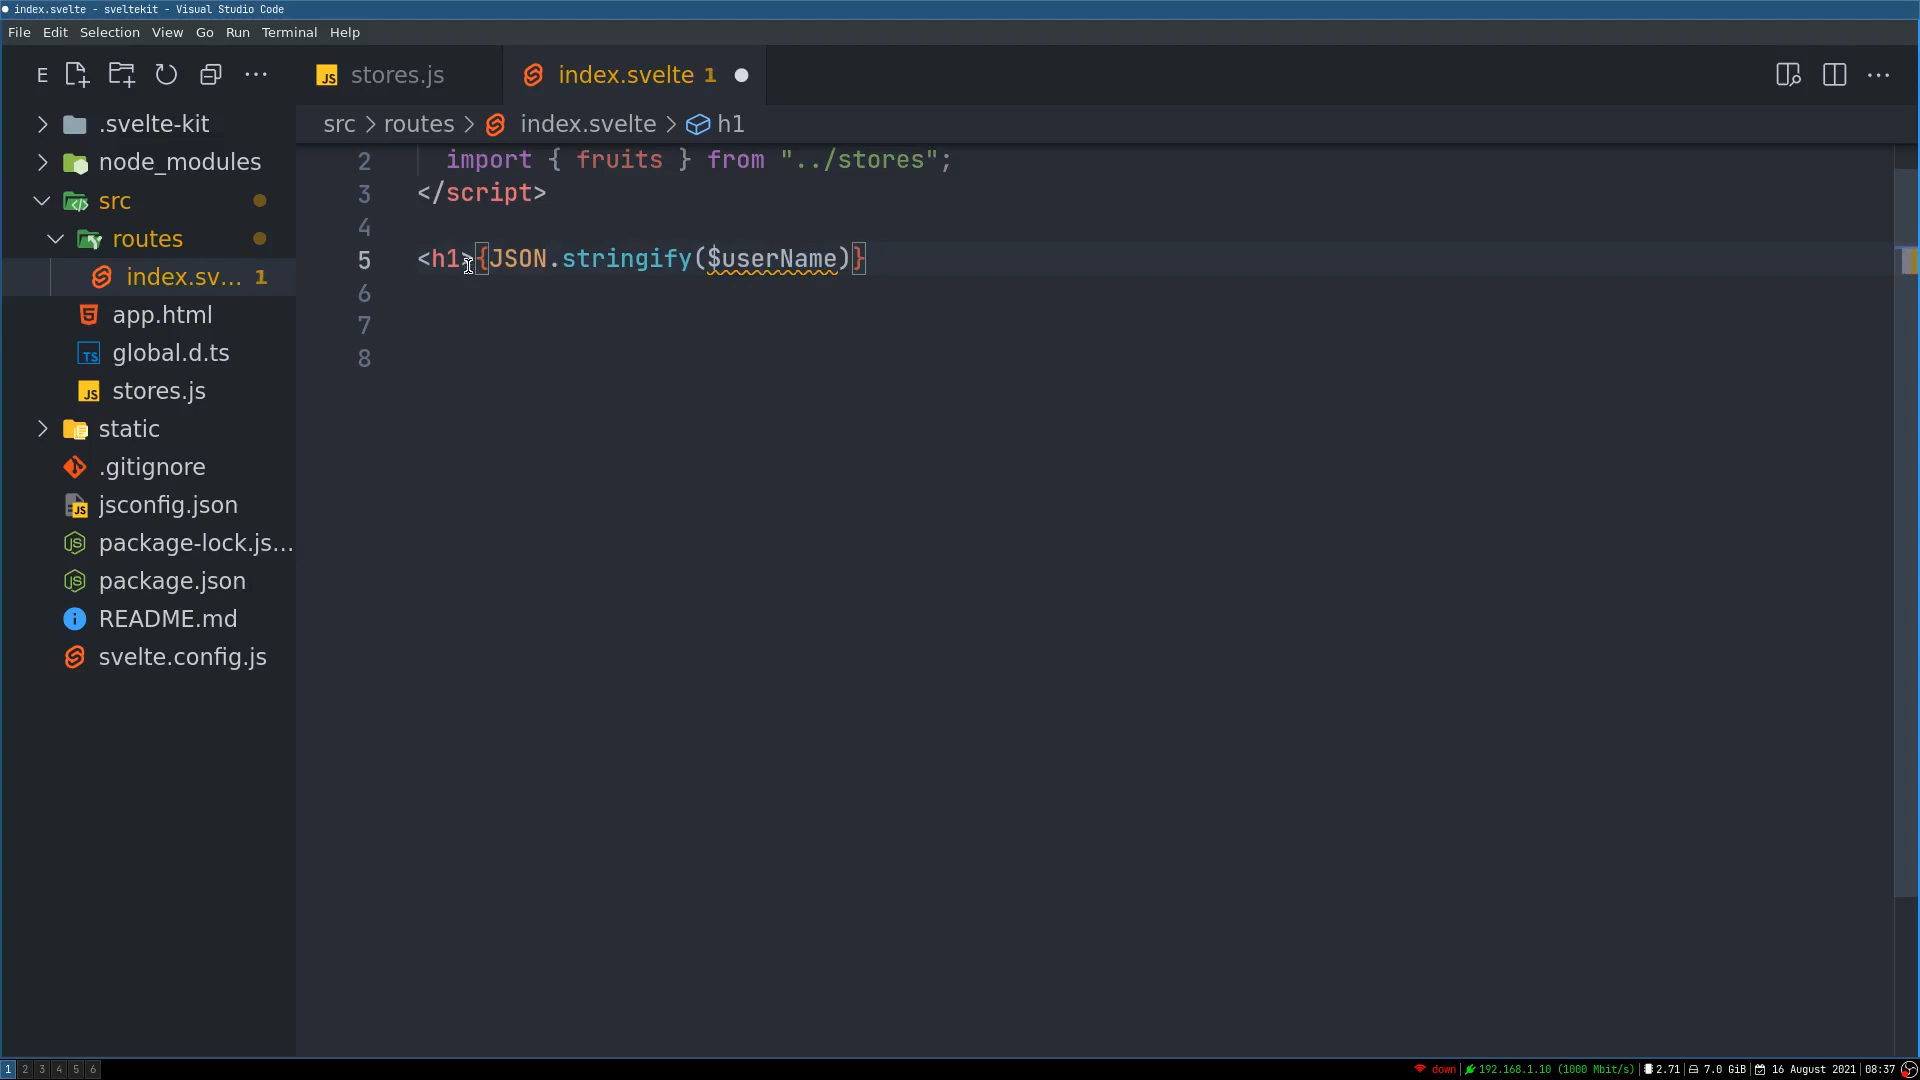 index.svelte - sveltekit - Visual Studio Code
File Edit Selection View Go Run Terminal Help
E
JS stores.js
index.svelte 1
src > routes > index.svelte > h1
.svelte-kit
node_modules
src
routes
index.sv... 1
app.html
TS global.d.ts
JS stores.js
static
.gitignore
JS jsconfig.json
package-lock.js...
package.json
README.md
svelte.config.js
2 import { fruits } from "../stores";
3 </script>
4
5 <h1>{JSON.stringify($userName)}
6
7
8
1 2 3 4 5 6
down | 192.168.1.10 (1000 Mbit/s) | 2.71 | 7.0 GiB | 16 August 2021 | 08:37